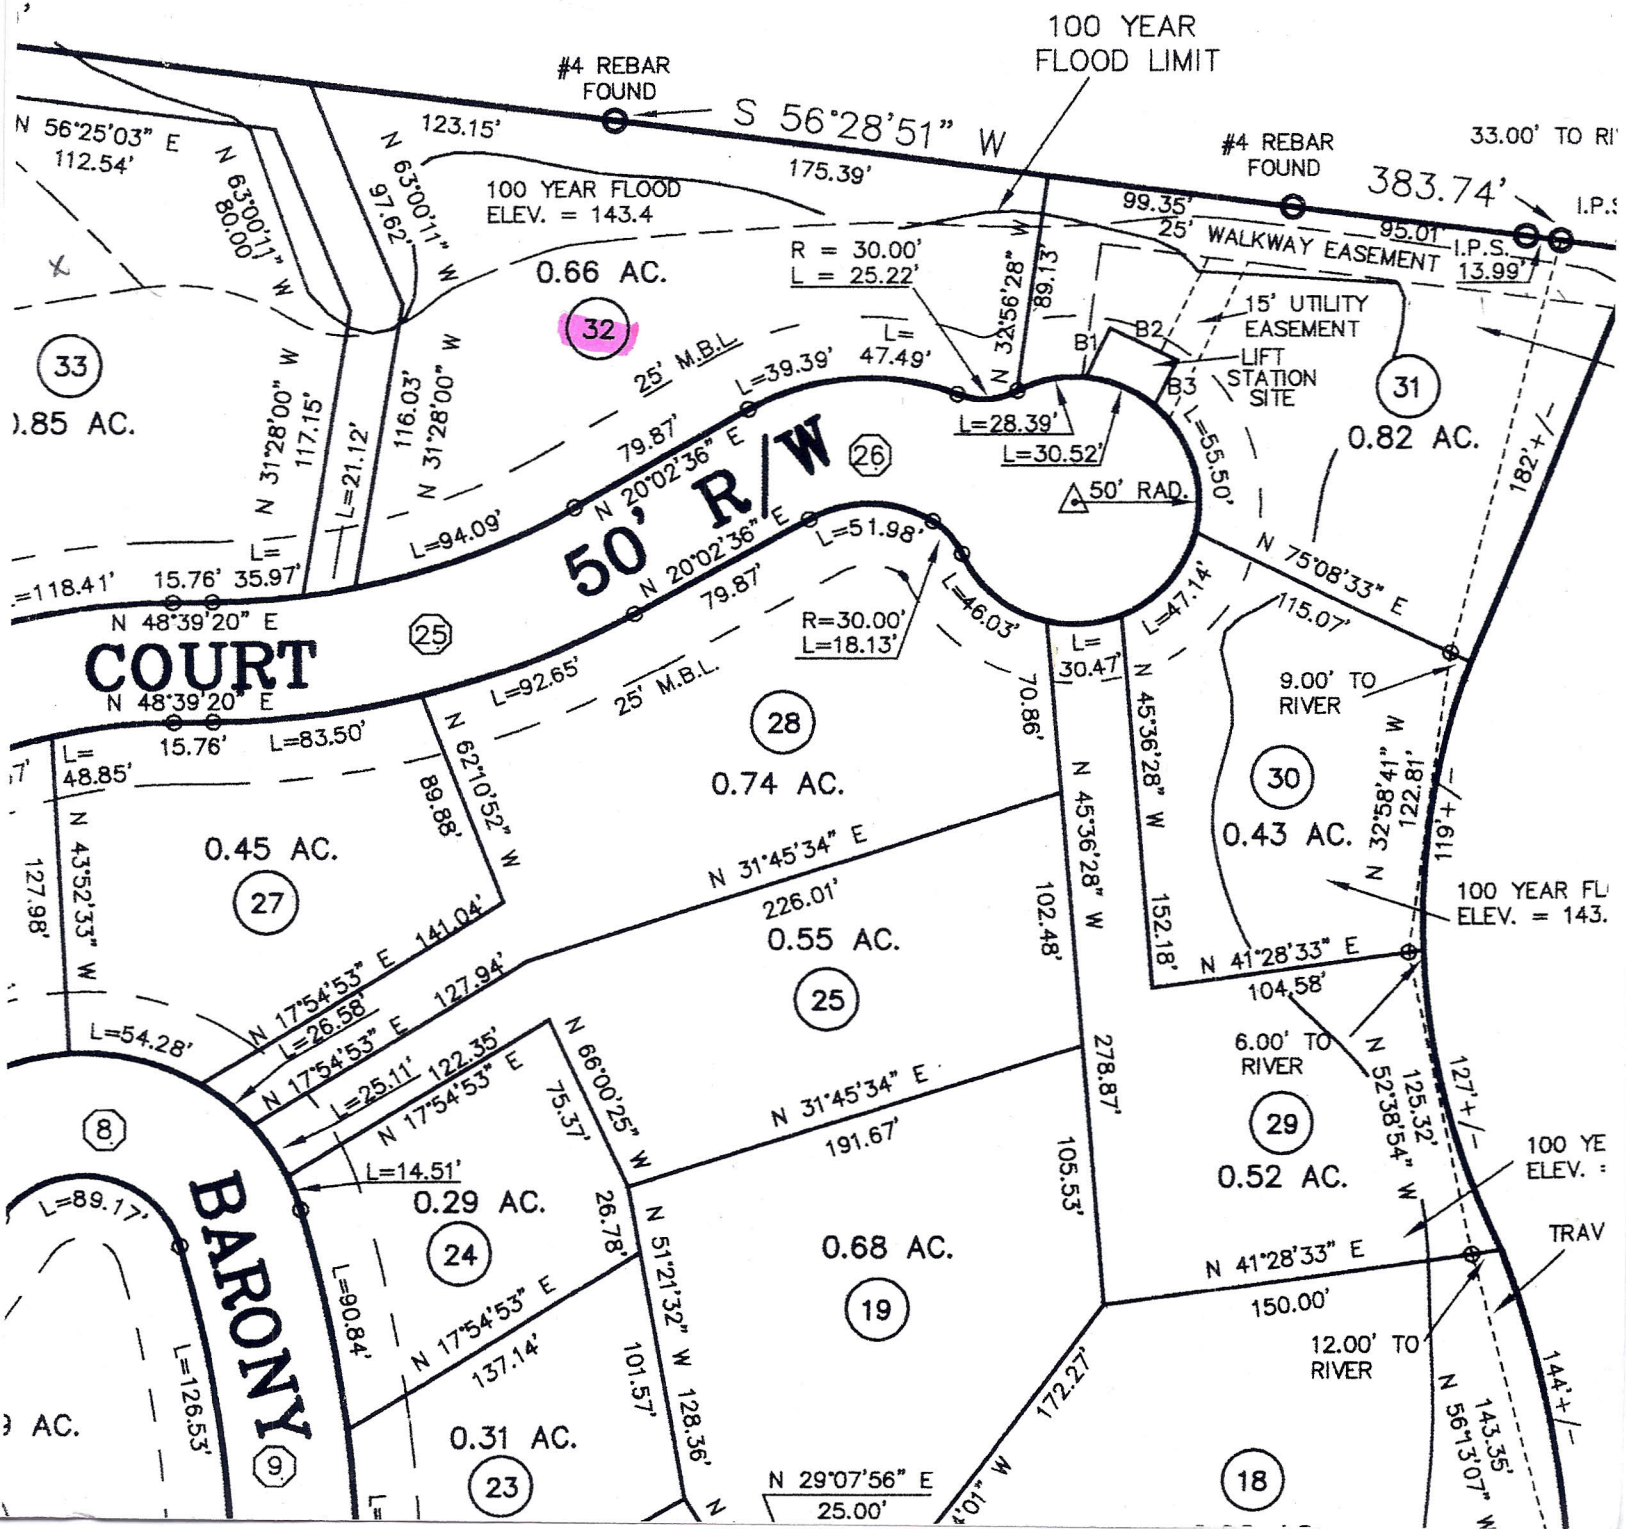 100 YEAR
FLOOD LIMIT
#4 REBAR
FOUND
S 56°28'51" W
175.39'
123.15'
#4 REBAR
FOUND
33.00' TO
383.74'
I.P.S.
N 56°25'03" E
112.54'
N 63°00'11" W
80.00'
N 63°00'11" W
97.62'
100 YEAR FLOOD
ELEV. = 143.4
99.35'
25' WALKWAY EASEMENT
95.01'
I.P.S.
13.99'
R = 30.00'
L = 25.22'
N 32°56'28" W
89.13'
0.66 AC.
32
15' UTILITY
EASEMENT
B1
B2
B3
LIFT
STATION
SITE
L=
47.49'
25' M.B.L.
L=39.39'
33
0.85 AC.
31
0.82 AC.
182'+/-
N 31°28'00" W
117.15'
L=21.12'
116.03'
N 31°28'00" W
L=28.39'
L=30.52'
L=55.50'
79.87'
N 20°02'36" E
50' R/W
26
50' RAD.
L=94.09'
N 20°02'36" E
79.87'
L=51.98'
L=118.41'
15.76'
L=
35.97'
N 48°39'20" E
COURT
25
N 48°39'20" E
15.76'
L=83.50'
L=92.65'
25' M.B.L.
R=30.00'
L=18.13'
L=46.03'
L=
30.47'
L=47.14'
N 75°08'33" E
115.07'
9.00' TO
RIVER
L=
48.85'
28
0.74 AC.
70.86'
N 45°36'28" W
N 45°36'28" W
152.18'
30
0.43 AC.
N 32°58'41" W
122.81'
119'+/-
N 62°10'52" W
89.88'
0.45 AC.
27
N 43°52'33" W
127.98'
N 31°45'34" E
226.01'
0.55 AC.
25
102.48'
100 YEAR
ELEV. = 143.
N 41°28'33" E
104.58'
N 17°54'53" E 141.04'
L=26.58'
N 17°54'53" E 127.94'
L=54.28'
L=25.11'
122.35'
N 17°54'53" E
N 66°00'25" W
75.37'
6.00' TO
RIVER
N 52°38'54" W
125.32'
127'+/-
N 31°45'34" E
191.67'
278.87'
105.53'
29
0.52 AC.
100 YE
ELEV. =
8
L=14.51'
0.29 AC.
24
26.78'
L=89.17'
BARONY
0.68 AC.
19
TRAV
N 41°28'33" E
150.00'
12.00' TO
RIVER
L=90.84'
N 17°54'53" E
137.14'
N 51°21'32" W 128.36'
101.57'
172.27'
144'+/-
L=126.53'
AC.
9
0.31 AC.
23
L=
N 29°07'56" E
25.00'
N
01" W
18
N 56°13'07" W
143.35'